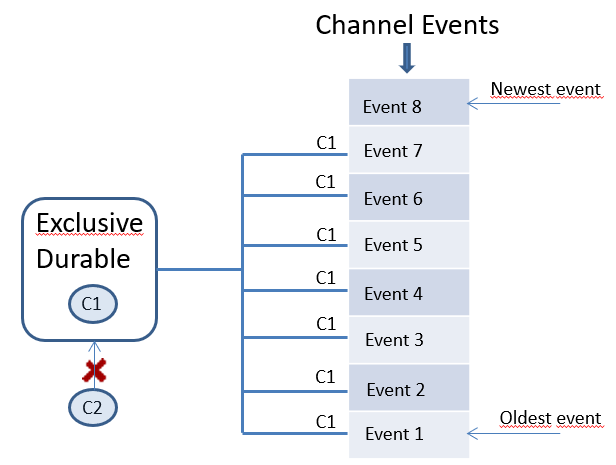 Channel Events
Newest event
Event 8
C1
Event 7
C1
Event 6
Exclusive
Durable
C1
C1
Event 5
C1
Event 4
C1
Event 3
C2
C1
Event 2
C1
Event 1
Oldest event